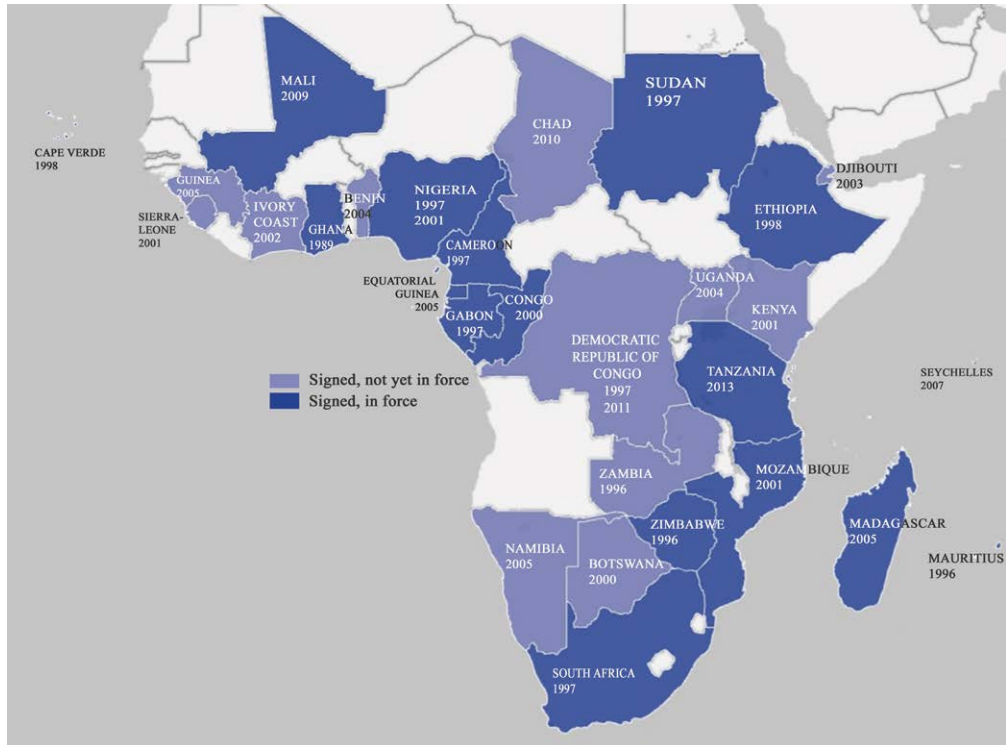 MALI
2009
SUDAN
1997
CHAD
2010
CAPE VERDE
1998
GUINEA
2005
DJIBOUTI
2003
NIGERIA
1997
2001
BENIN
2004
IVORY
COAST
2002
GHANA
1989
SIERRA-
LEONE
2001
ETHIOPIA
1998
CAMEROON
1997
EQUATORIAL
GUINEA
2005
CONGO
2000
GABON
1997
UGANDA
2004
KENYA
2001
DEMOCRATIC
REPUBLIC OF
CONGO
1997
2011
TANZANIA
2013
SEYCHELLES
2007
Signed, not yet in force
Signed, in force
ZAMBIA
1996
MOZAMBIQUE
2001
ZIMBABWE
1996
MADAGASCAR
2005
NAMIBIA
2005
BOTSWANA
2000
MAURITIUS
1996
SOUTH AFRICA
1997